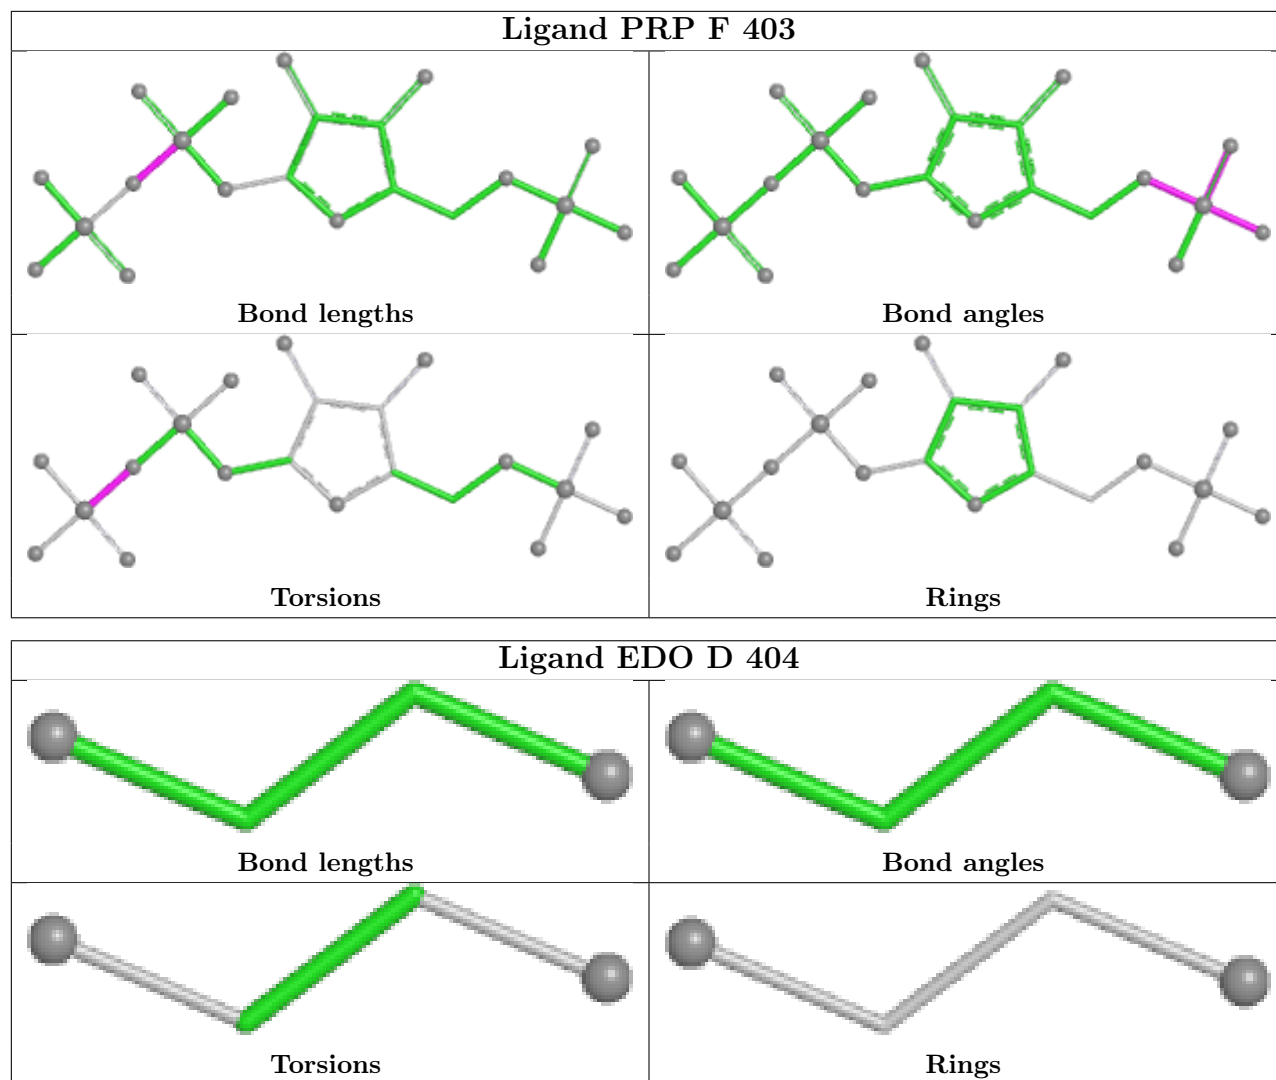 Ligand PRP F 403
Bond lengths
Bond angles
Torsions
Rings
Ligand EDO D 404
Bond lengths
Bond angles
Torsions
Rings